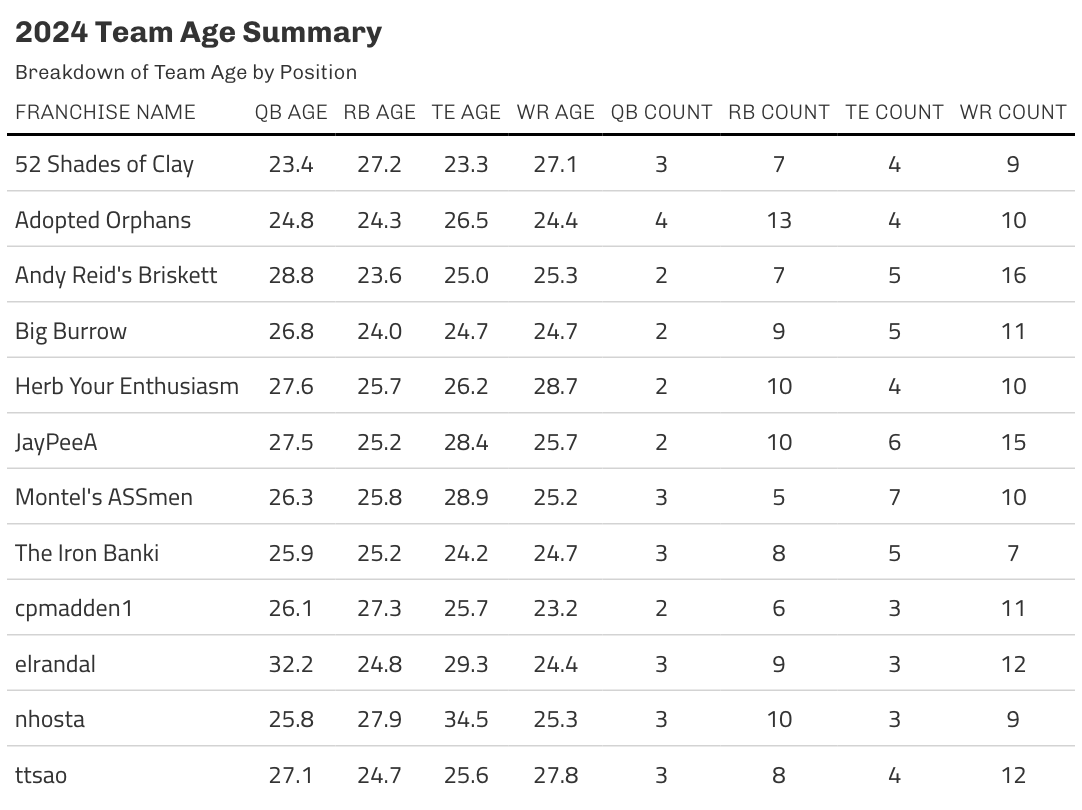 2024 Team Age Summary
Breakdown of Team Age by Position
FRANCHISE NAME QB AGE RB AGE TE AGE WR AGE QB COUNT RB COUNT TE COUNT WR COUNT
52 Shades of Clay 23.4 27.2 23.3 27.1 3 7 4 9
Adopted Orphans 24.8 24.3 26.5 24.4 4 13 4 10
Andy Reid's Briskett 28.8 23.6 25.0 25.3 2 7 5 16
Big Burrow 26.8 24.0 24.7 24.7 2 9 5 11
Herb Your Enthusiasm 27.6 25.7 26.2 28.7 2 10 4 10
JayPeeA 27.5 25.2 28.4 25.7 2 10 6 15
Montel's ASSmen 26.3 25.8 28.9 25.2 3 5 7 10
The Iron Banki 25.9 25.2 24.2 24.7 3 8 5 7
cpmadden1 26.1 27.3 25.7 23.2 2 6 3 11
elrandal 32.2 24.8 29.3 24.4 3 9 3 12
nhosta 25.8 27.9 34.5 25.3 3 10 3 9
ttsao 27.1 24.7 25.6 27.8 3 8 4 12